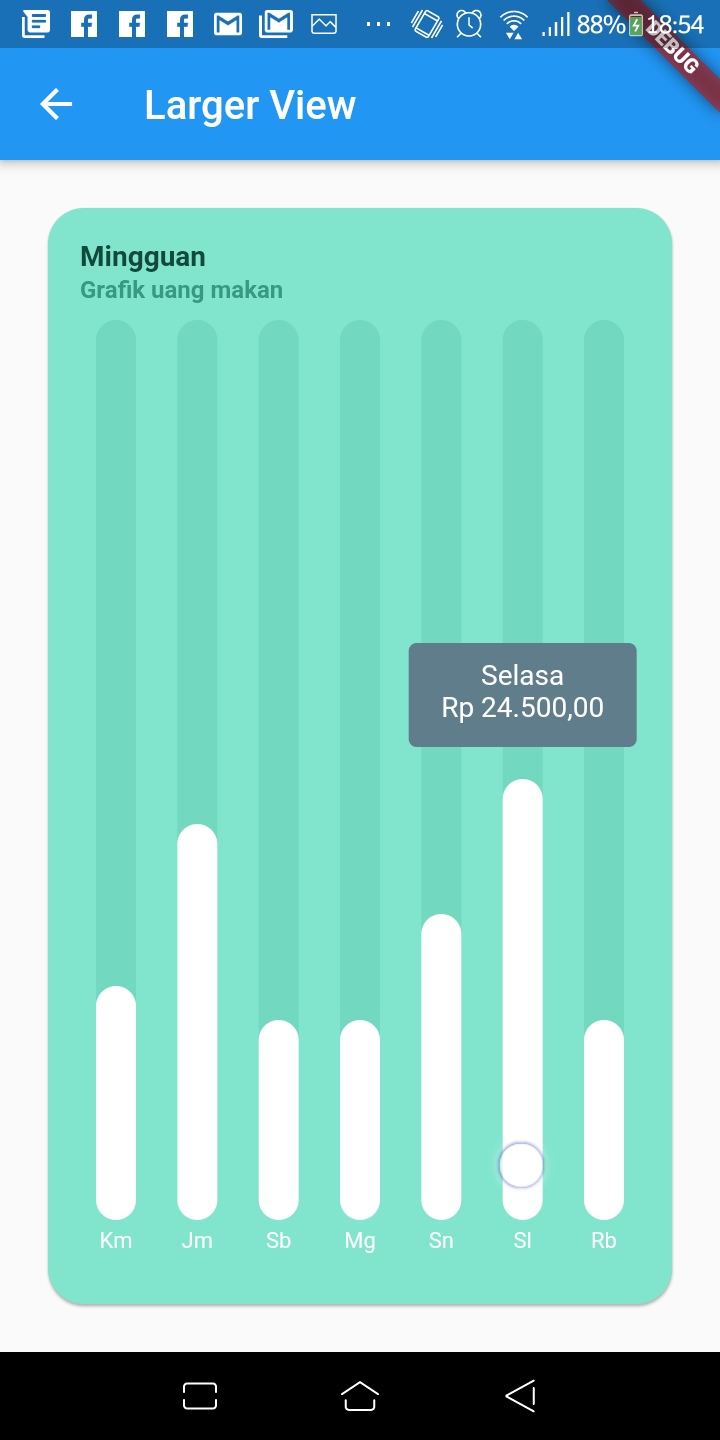 88% 18:54
DEBUG
Larger View
Mingguan
Grafik uang makan
Selasa
Rp 24.500,00
Km Jm Sb Mg Sn Sl Rb